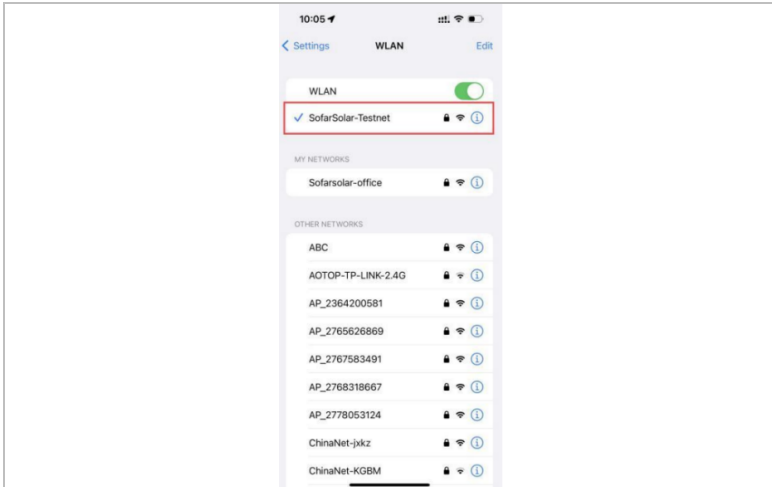 10:05
Settings WLAN Edit
WLAN
SofarSolar-Testnet
MY NETWORKS
Sofarsolar-office
OTHER NETWORKS
ABC
AOTOP-TP-LINK-2.4G
AP_2364200581
AP_2765626869
AP_2767583491
AP_2768318667
AP_2778053124
ChinaNet-jxkz
ChinaNet-KGBM